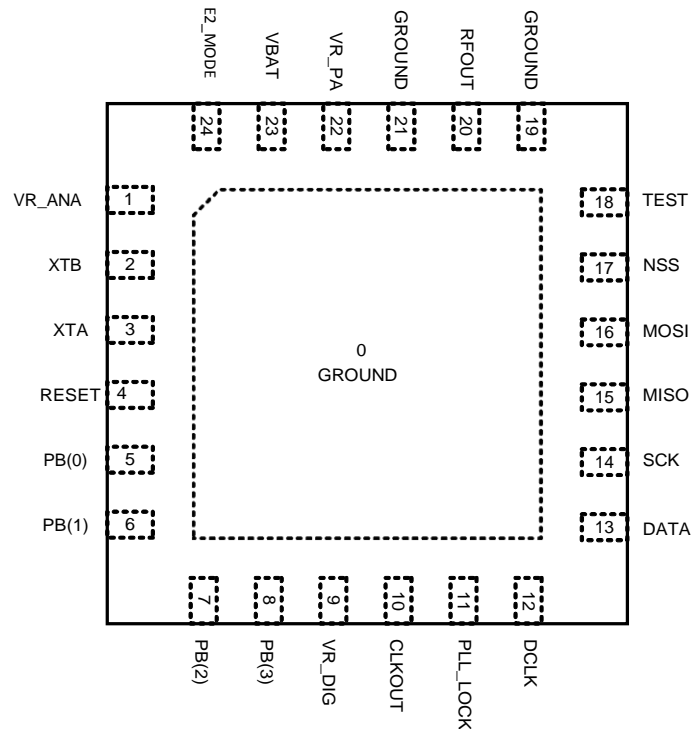 E2_MODE
VBAT
VR_PA
GROUND
RFOUT
GROUND
24
23
22
21
20
19
VR_ANA 1
18 TEST
XTB 2
17 NSS
XTA 3
16 MOSI
0
GROUND
RESET 4
15 MISO
PB(0) 5
14 SCK
PB(1) 6
13 DATA
7
8
9
10
11
12
PB(2)
PB(3)
VR_DIG
CLKOUT
PLL_LOCK
DCLK